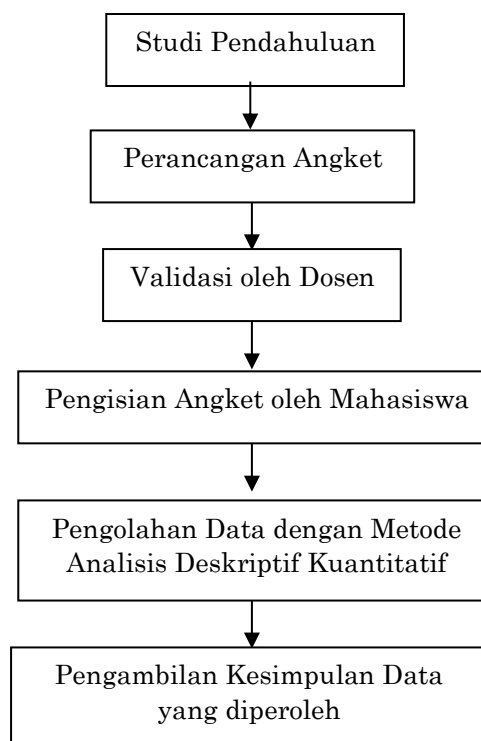 Studi Pendahuluan
Perancangan Angket
Validasi oleh Dosen
Pengisian Angket oleh Mahasiswa
Pengolahan Data dengan Metode
Analisis Deskriptif Kuantitatif
Pengambilan Kesimpulan Data
yang diperoleh